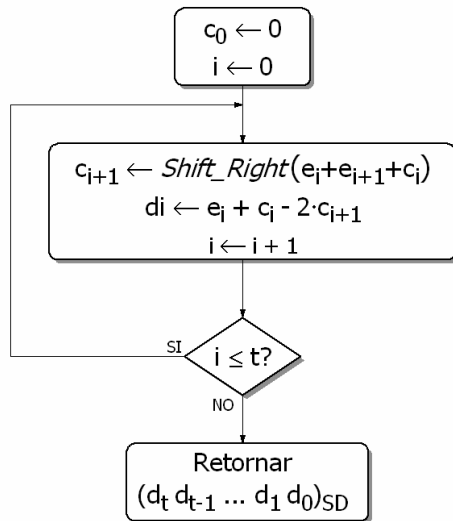 c₀ ← 0
i ← 0
cᵢ₊₁ ← Shift_Right(eᵢ+eᵢ₊₁+cᵢ)
di ← eᵢ + cᵢ - 2·cᵢ₊₁
i ← i + 1
SI
i ≤ t?
NO
Retornar
(dₜ dₜ₋₁ ... d₁ d₀)SD